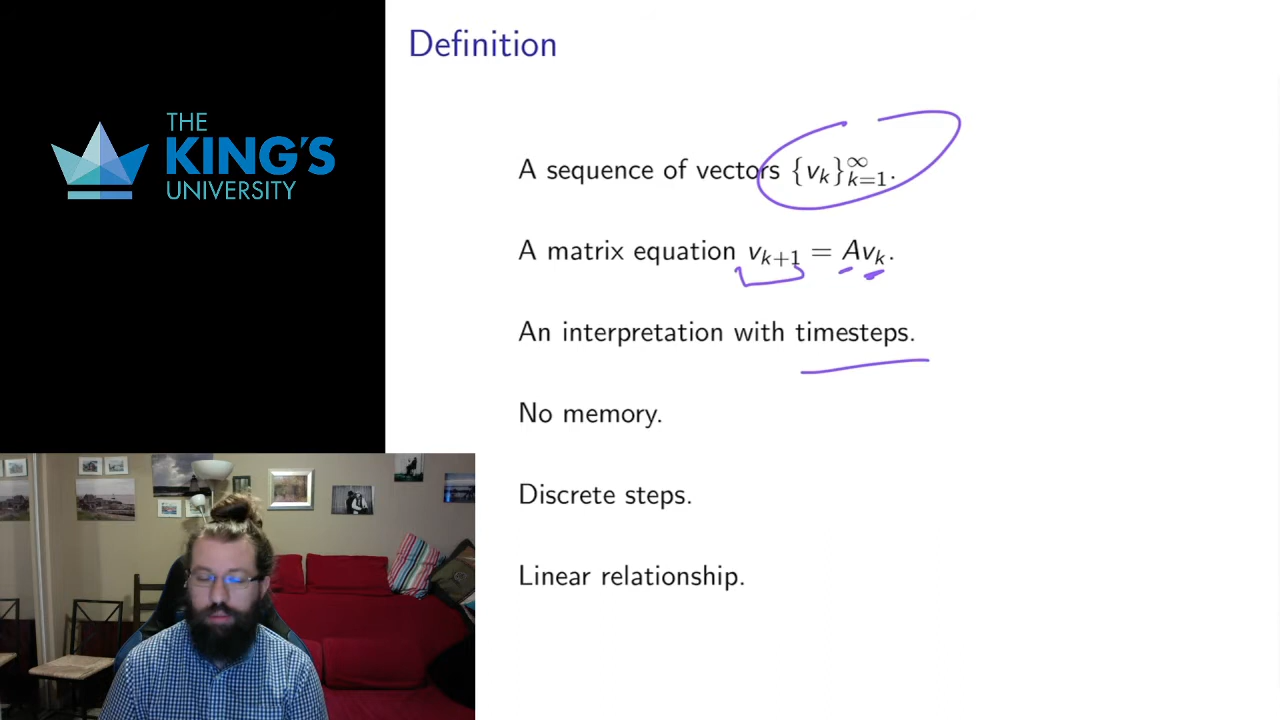 THE
KING'S
UNIVERSITY
Definition
A sequence of vectors {v_k}_{k=1}^∞.
A matrix equation v_{k+1} = Av_k.
An interpretation with timesteps.
No memory.
Discrete steps.
Linear relationship.